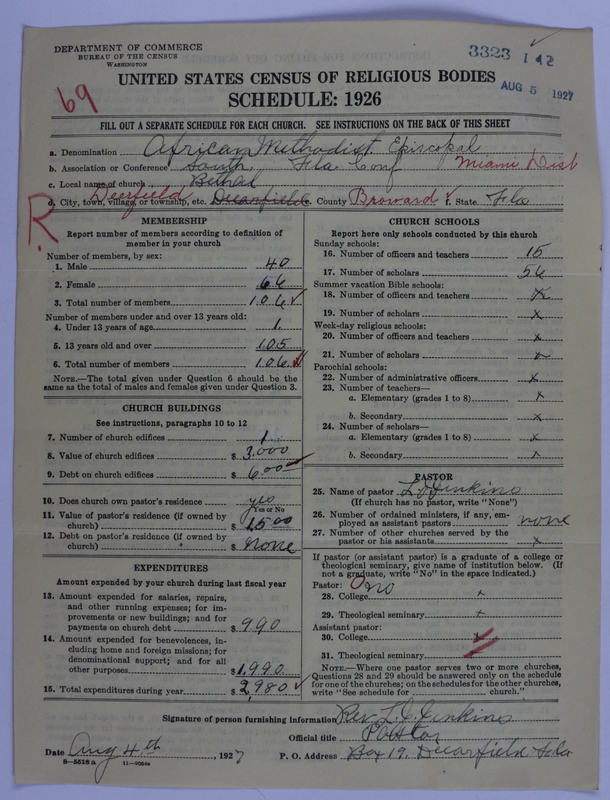 DEPARTMENT OF COMMERCE
BUREAU OF THE CENSUS
WASHINGTON
3323 142
AUG 5 1927
69
UNITED STATES CENSUS OF RELIGIOUS BODIES
SCHEDULE: 1926
FILL OUT A SEPARATE SCHEDULE FOR EACH CHURCH. SEE INSTRUCTIONS ON THE BACK OF THIS SHEET
a. Denomination African Methodist Episcopal
b. Association or Conference South Fla Conf Miami Dist
c. Local name of church Bethel
d. City, town, village, or township, etc. Deerfield Dearfield e. County Broward f. State Fla
R.
MEMBERSHIP
Report number of members according to definition of
member in your church
Number of members, by sex:
1. Male 40
2. Female 66
3. Total number of members 106
Number of members under and over 13 years old:
4. Under 13 years of age 1
5. 13 years old and over 105
6. Total number of members 106
NOTE.—The total given under Question 6 should be the
same as the total of males and females given under Question 3.
CHURCH BUILDINGS
See instructions, paragraphs 10 to 12
7. Number of church edifices 1
8. Value of church edifices $ 3.000
9. Debt on church edifices $ 600
10. Does church own pastor's residence yes
Yes or No
11. Value of pastor's residence (if owned by
church) $ 1500
12. Debt on pastor's residence (if owned by
church) $ none
EXPENDITURES
Amount expended by your church during last fiscal year
13. Amount expended for salaries, repairs,
and other running expenses; for im-
provements or new buildings; and for
payments on church debt $ 990
14. Amount expended for benevolences, in-
cluding home and foreign missions; for
denominational support; and for all
other purposes $ 1,990
15. Total expenditures during year $ 2,980
CHURCH SCHOOLS
Report here only schools conducted by this church
Sunday schools:
16. Number of officers and teachers 15
17. Number of scholars 56
Summer vacation Bible schools:
18. Number of officers and teachers x
19. Number of scholars x
Week-day religious schools:
20. Number of officers and teachers x
21. Number of scholars x
Parochial schools:
22. Number of administrative officers x
23. Number of teachers—
a. Elementary (grades 1 to 8) x
b. Secondary x
24. Number of scholars—
a. Elementary (grades 1 to 8) x
b. Secondary x
PASTOR
25. Name of pastor L. J. Jenkins
(If church has no pastor, write "None")
26. Number of ordained ministers, if any, em-
ployed as assistant pastors none
27. Number of other churches served by the
pastor or his assistants x
If pastor (or assistant pastor) is a graduate of a college or
theological seminary, give name of institution below. (If
not a graduate, write "No" in the space indicated.)
Pastor: no
28. College x
29. Theological seminary x
Assistant pastor:
30. College x
31. Theological seminary
NOTE.—Where one pastor serves two or more churches,
Questions 28 and 29 should be answered only on the schedule
for one of the churches; on the schedules for the other churches,
write "See schedule for church."
Signature of person furnishing information Rev. L. J. Jenkins
Official title Pastor
Date Aug 4th, 1927 P. O. Address Box 19, Dearfield Fla
8—5518 a 11—9054a